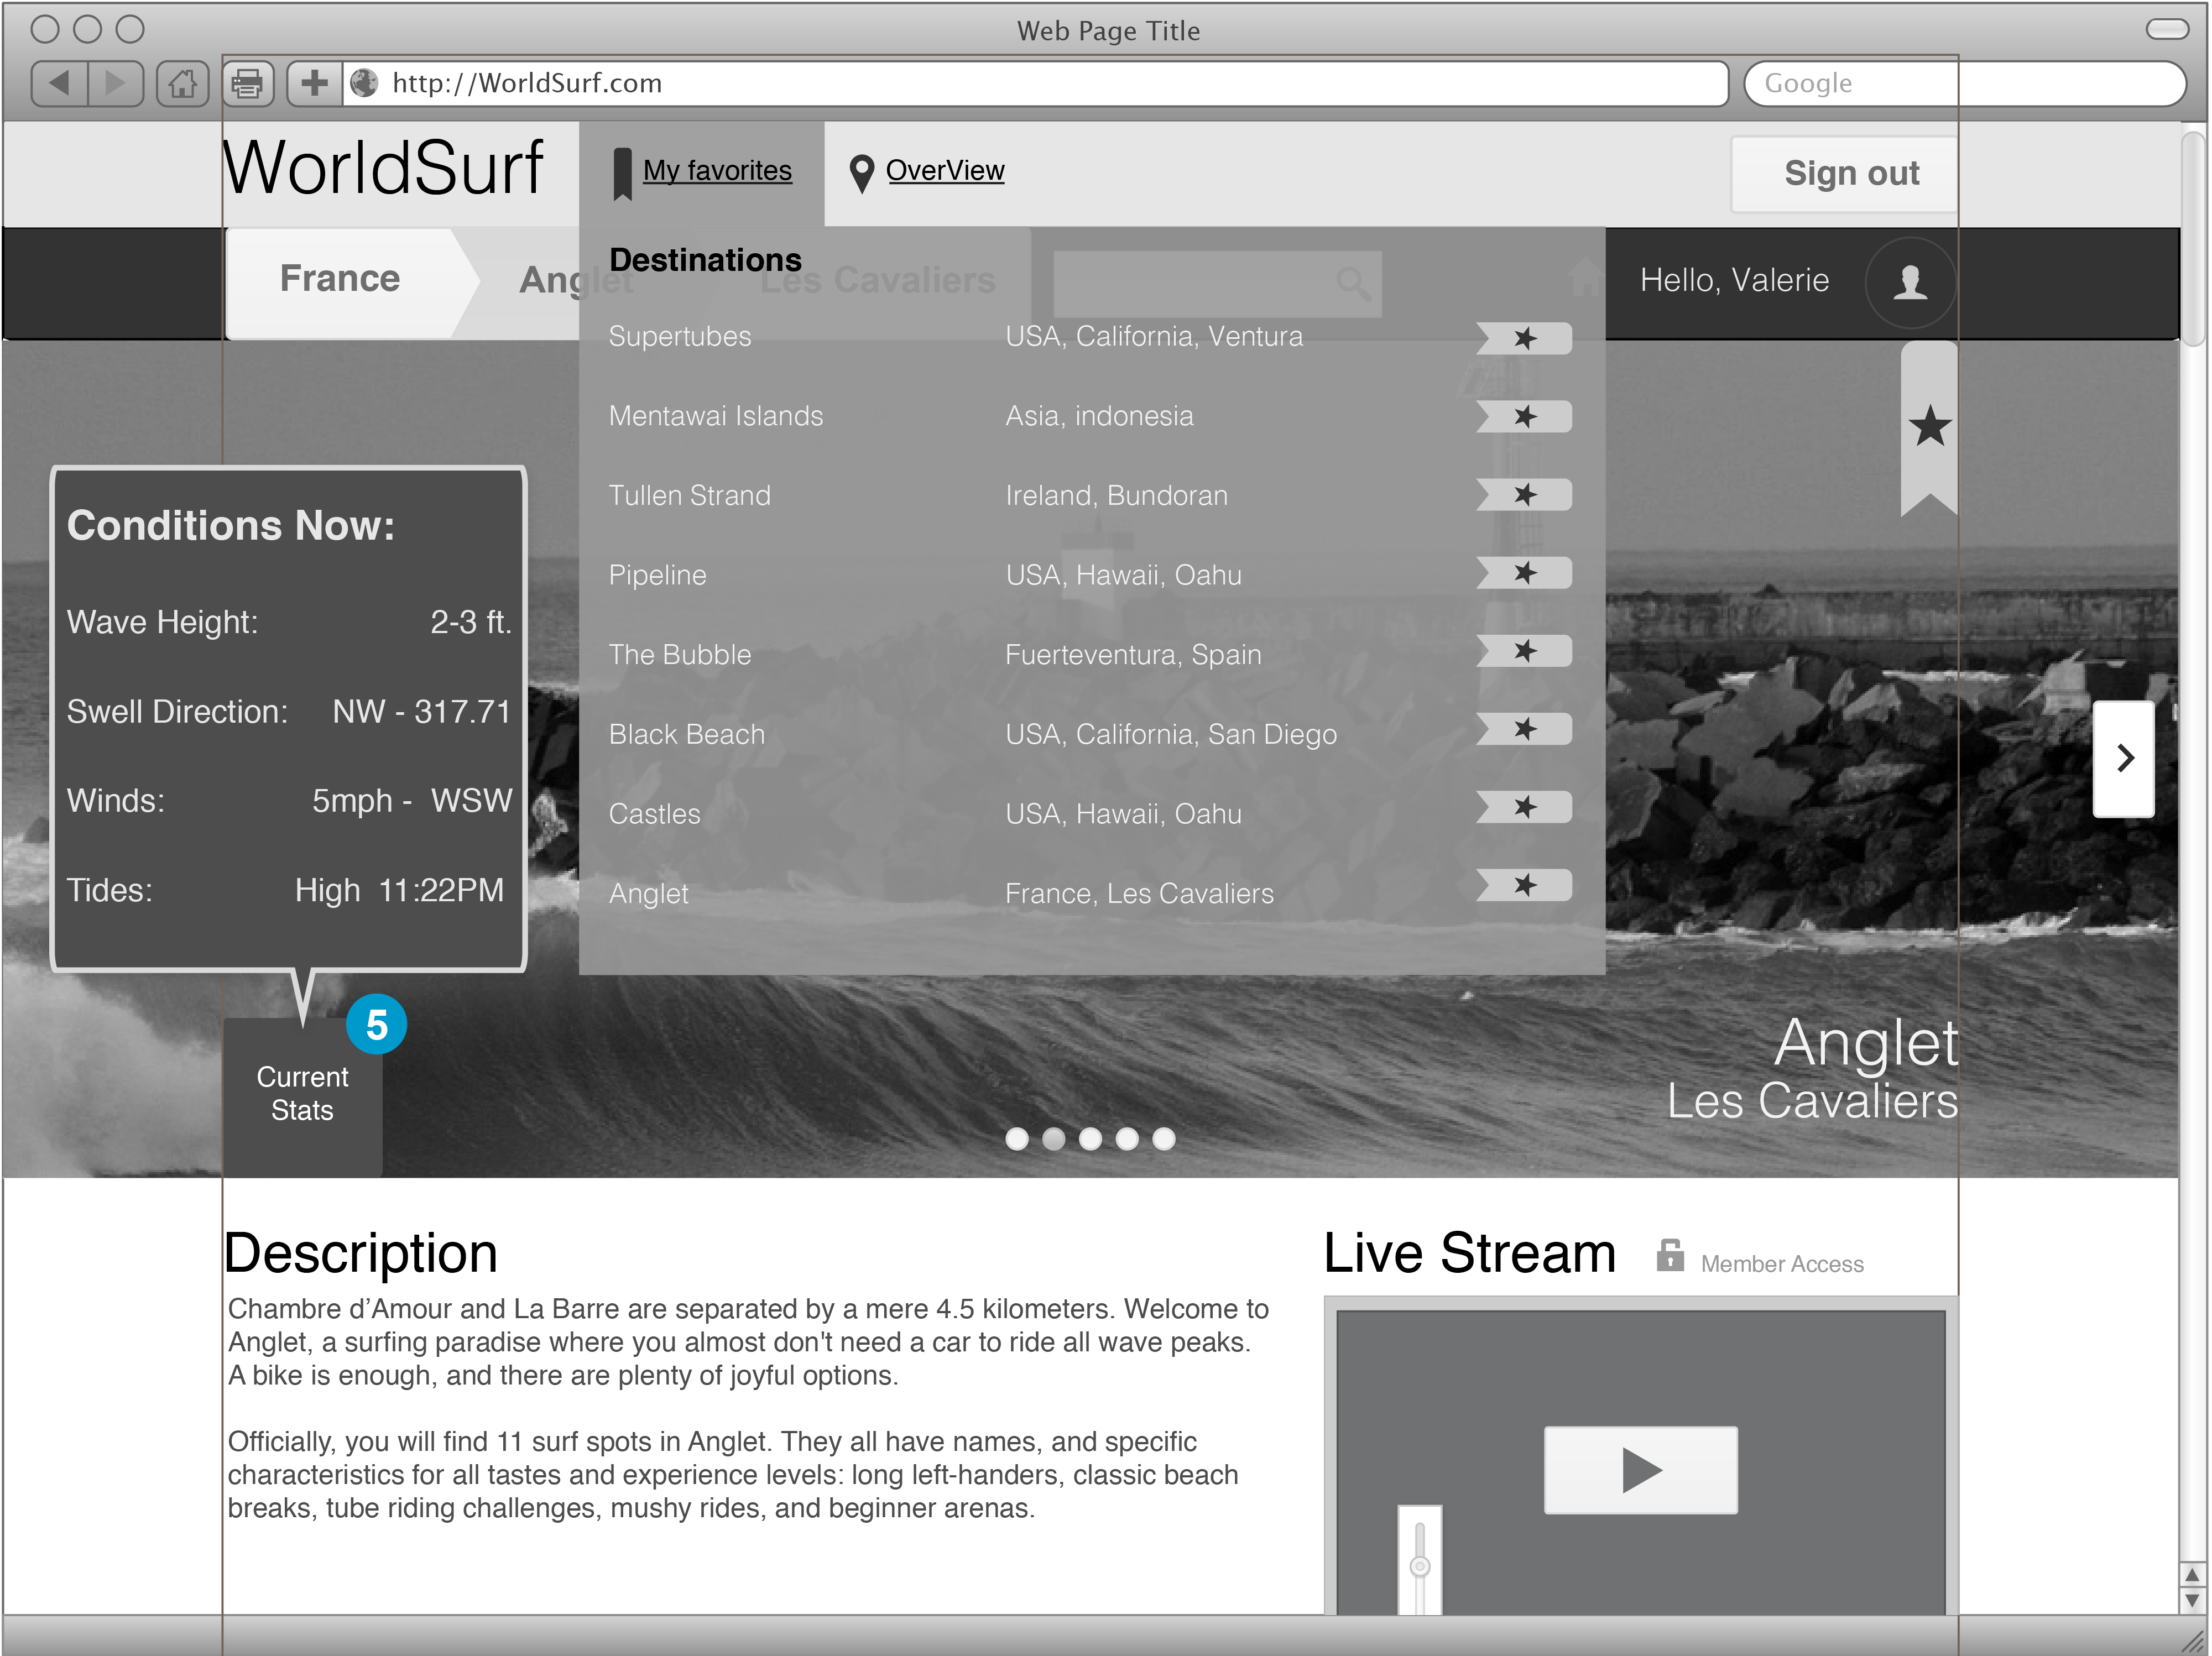 Web Page Title
http://WorldSurf.com
Google
WorldSurf
My favorites
OverView
Sign out
France
Anglet
Les Cavaliers
Hello, Valerie
Destinations
Supertubes USA, California, Ventura
Mentawai Islands Asia, indonesia
Tullen Strand Ireland, Bundoran
Pipeline USA, Hawaii, Oahu
The Bubble Fuerteventura, Spain
Black Beach USA, California, San Diego
Castles USA, Hawaii, Oahu
Anglet France, Les Cavaliers
Conditions Now:
Wave Height: 2-3 ft.
Swell Direction: NW - 317.71
Winds: 5mph - WSW
Tides: High 11:22PM
5
Current
Stats
Anglet
Les Cavaliers
Description
Chambre d’Amour and La Barre are separated by a mere 4.5 kilometers. Welcome to
Anglet, a surfing paradise where you almost don't need a car to ride all wave peaks.
A bike is enough, and there are plenty of joyful options.
Officially, you will find 11 surf spots in Anglet. They all have names, and specific
characteristics for all tastes and experience levels: long left-handers, classic beach
breaks, tube riding challenges, mushy rides, and beginner arenas.
Live Stream
Member Access